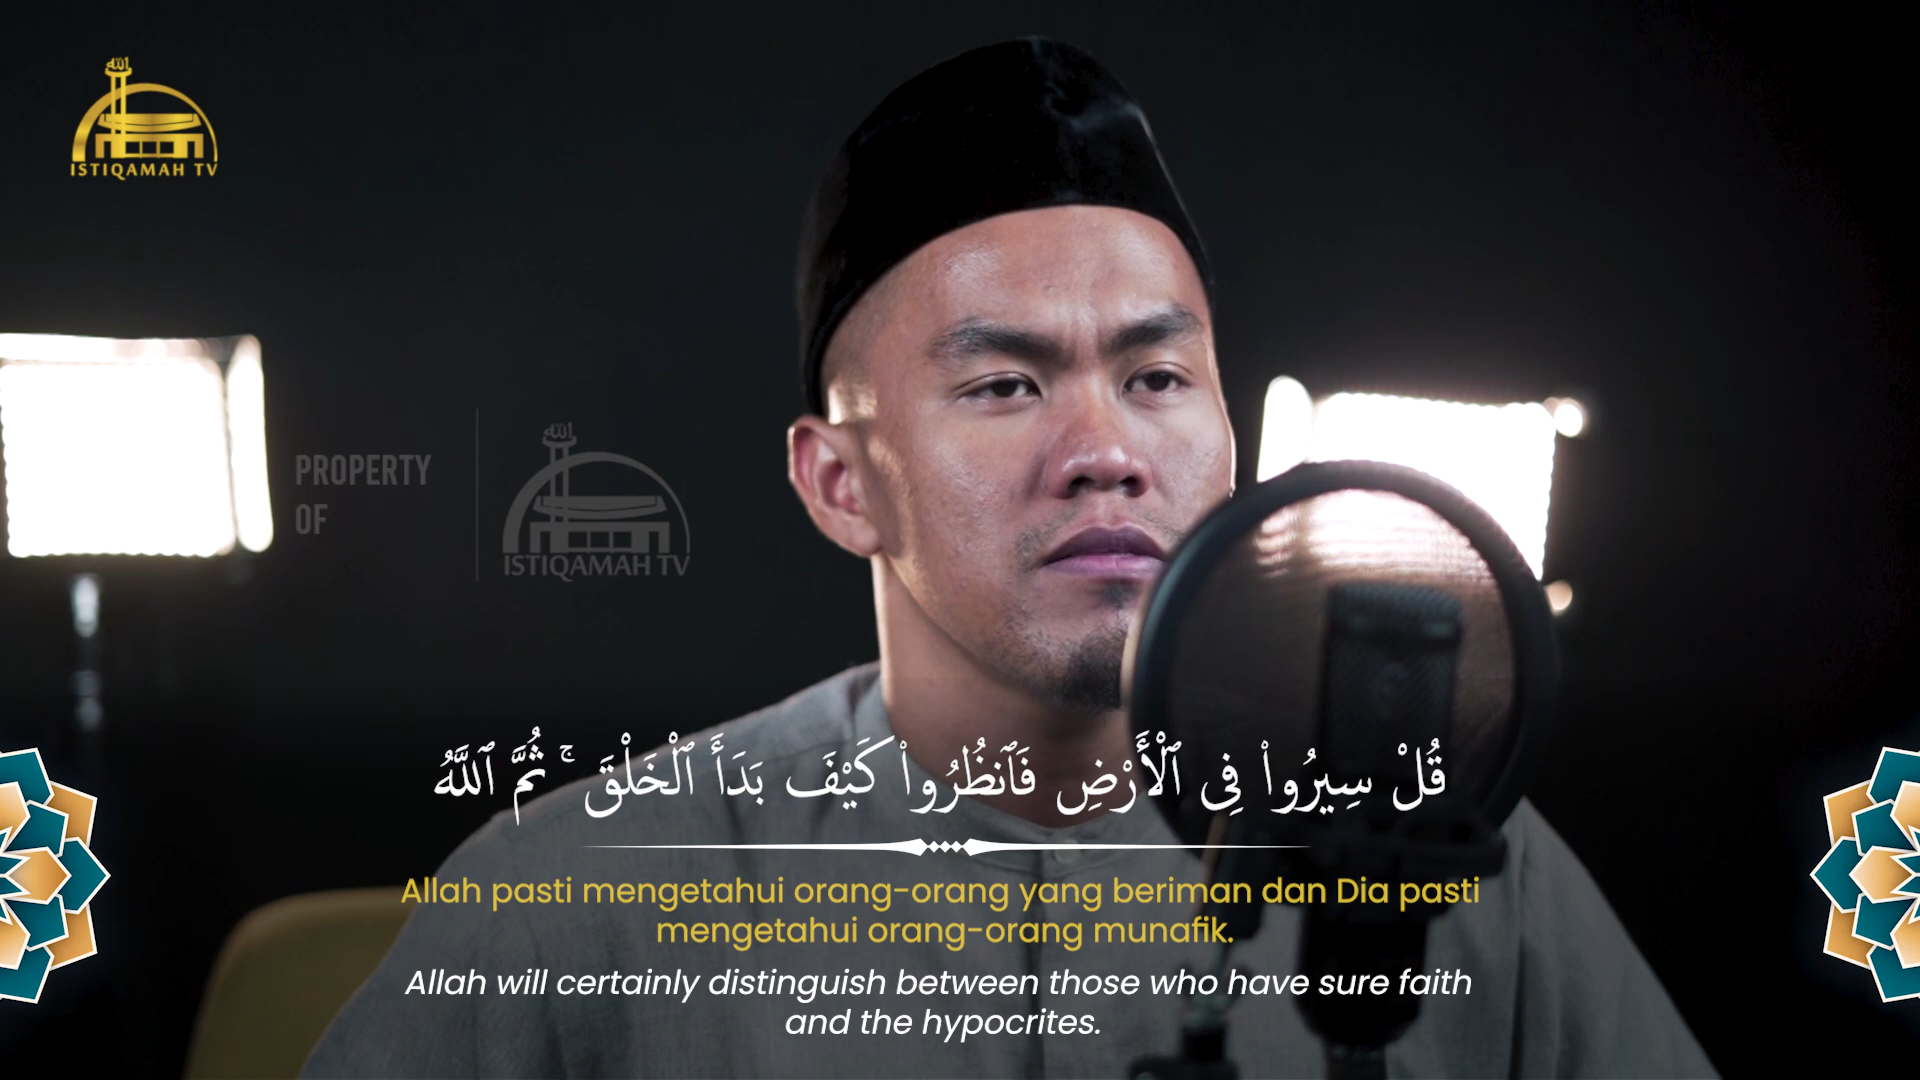 الله
ISTIQAMAH TV
PROPERTY
OF
الله
ISTIQAMAH TV
قُلْ سِيرُوا۟ فِى ٱلْأَرْضِ فَٱنظُرُوا۟ كَيْفَ بَدَأَ ٱلْخَلْقَ ۚ ثُمَّ ٱللَّهُ
Allah pasti mengetahui orang-orang yang beriman dan Dia pasti
mengetahui orang-orang munafik.
Allah will certainly distinguish between those who have sure faith
and the hypocrites.